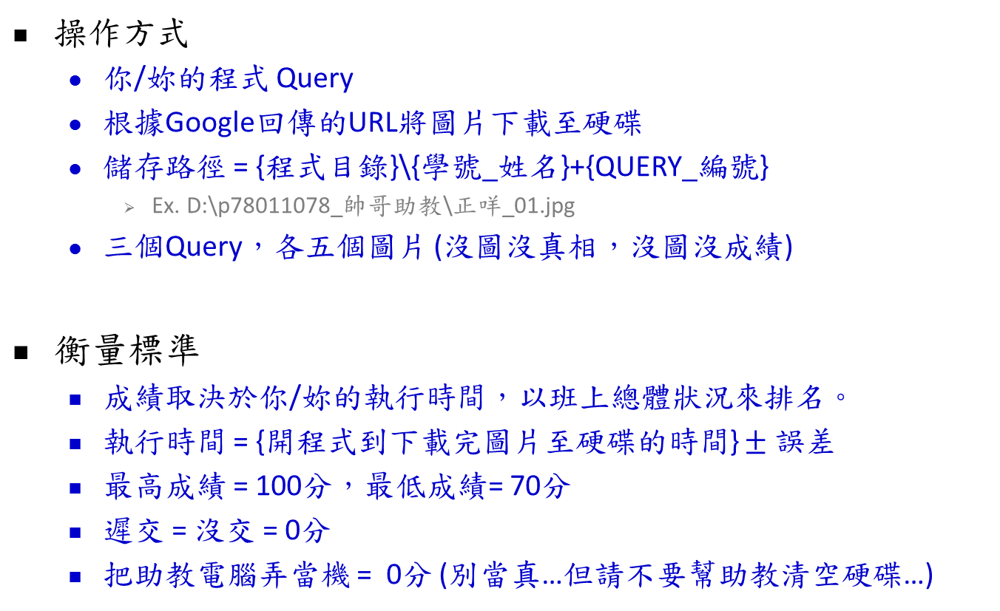 操作方式
你/妳的程式 Query
根據Google回傳的URL將圖片下載至硬碟
儲存路徑 = {程式目錄}\{學號_姓名}+{QUERY_編號}
Ex. D:\p78011078_帥哥助教\正咩_01.jpg
三個Query，各五個圖片 (沒圖沒真相，沒圖沒成績)
衡量標準
成績取決於你/妳的執行時間，以班上總體狀況來排名。
執行時間 = {開程式到下載完圖片至硬碟的時間} ± 誤差
最高成績 = 100分，最低成績= 70分
遲交 = 沒交 = 0分
把助教電腦弄當機 = 0分 (別當真…但請不要幫助教清空硬碟…)